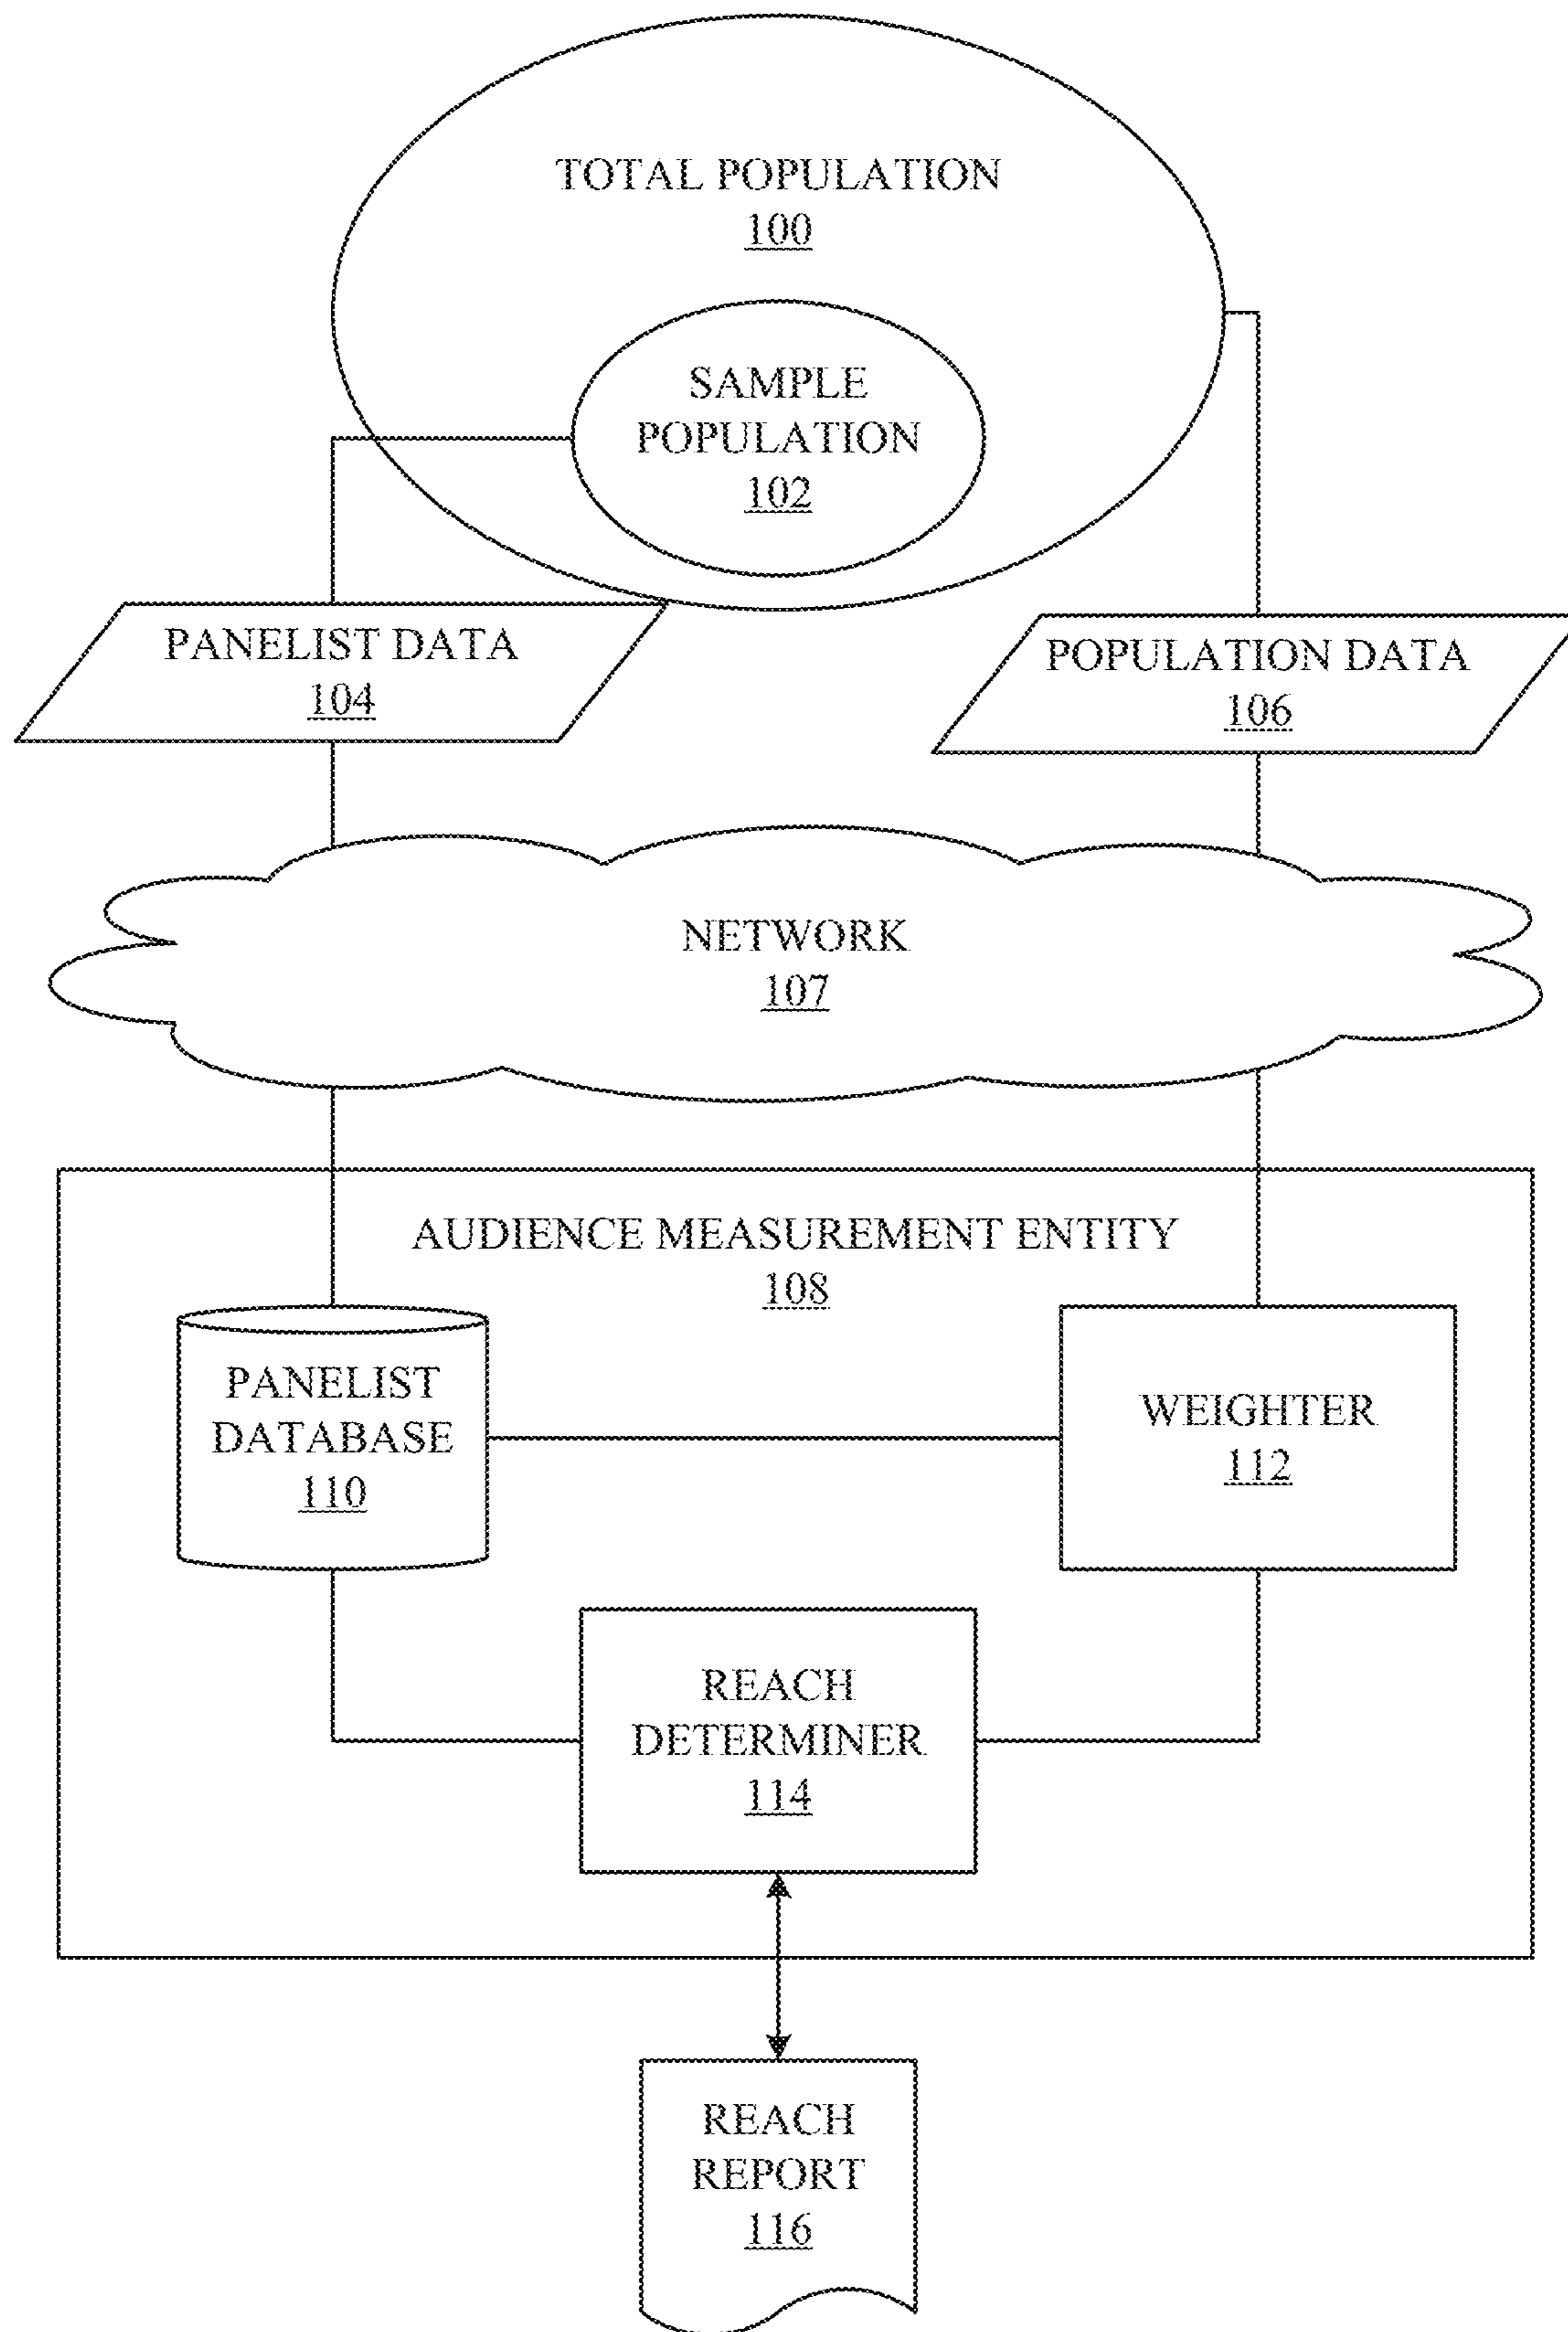 TOTAL POPULATION
100
SAMPLE
POPULATION
102
PANELIST DATA
104
POPULATION DATA
106
NETWORK
107
AUDIENCE MEASUREMENT ENTITY
108
PANELIST
DATABASE
110
WEIGHTER
112
REACH
DETERMINER
114
REACH
REPORT
116